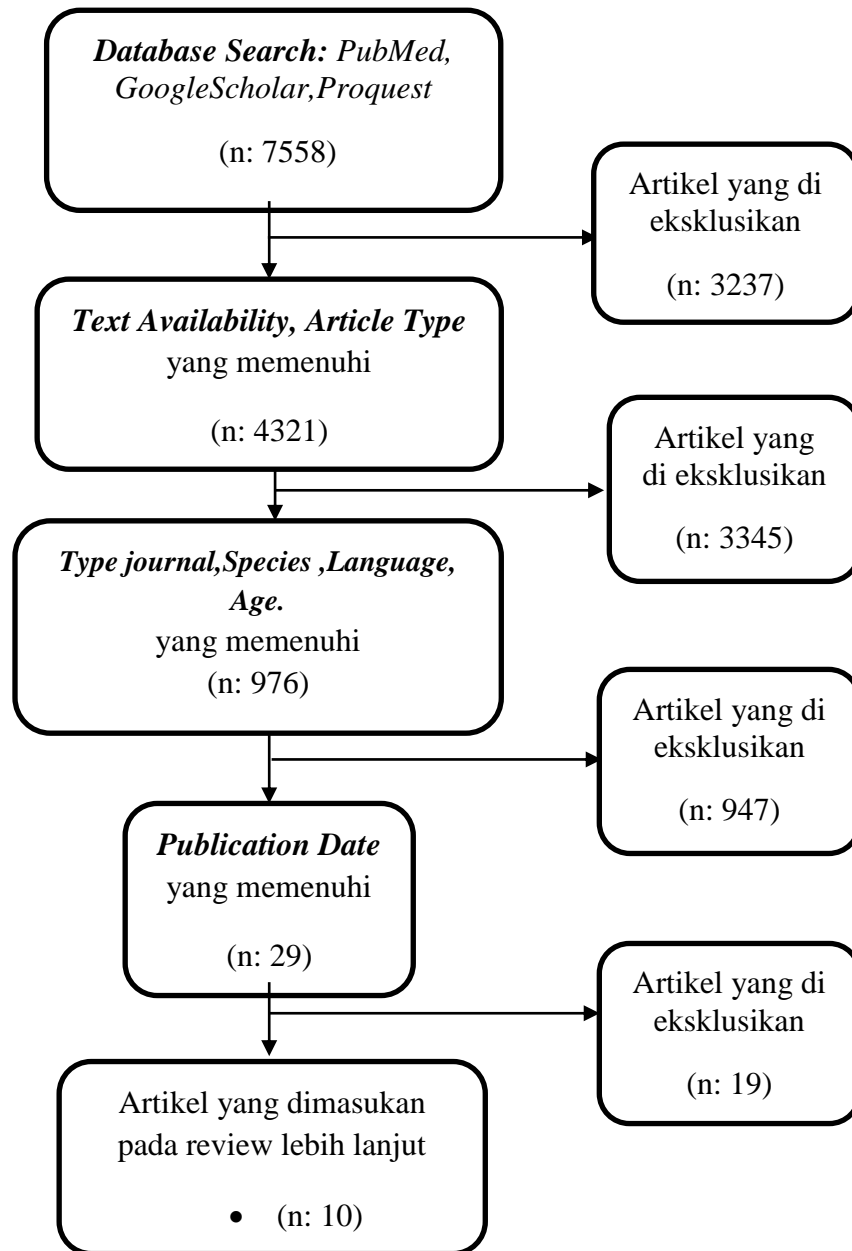 Database Search: PubMed,
GoogleScholar,Proquest
(n: 7558)
Artikel yang di
eksklusikan
(n: 3237)
Text Availability, Article Type
yang memenuhi
(n: 4321)
Artikel yang
di eksklusikan
(n: 3345)
Type journal,Species ,Language,
Age.
yang memenuhi
(n: 976)
Artikel yang di
eksklusikan
(n: 947)
Publication Date
yang memenuhi
(n: 29)
Artikel yang di
eksklusikan
(n: 19)
Artikel yang dimasukan
pada review lebih lanjut
• (n: 10)